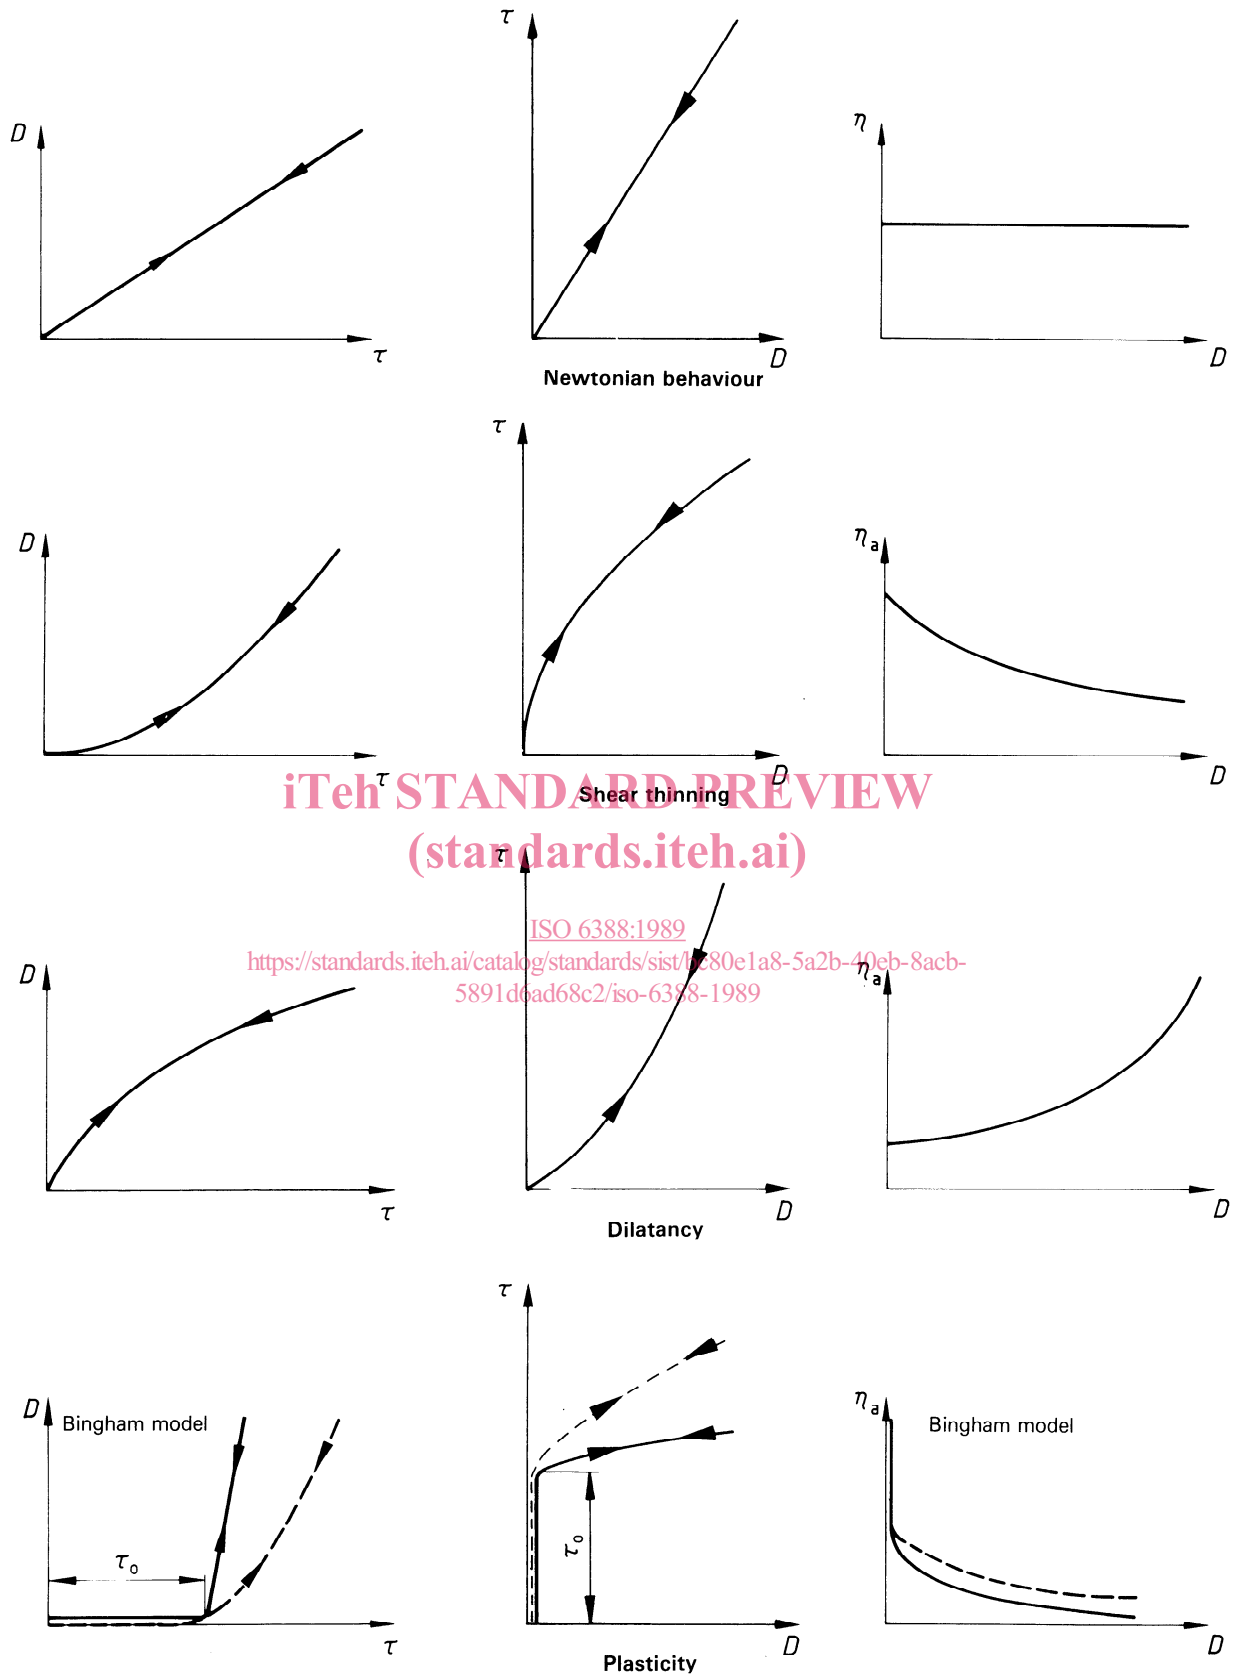 τ
D
η
τ
D
D
Newtonian behaviour
τ
D
ηa
τ
D
D
Shear thinning
iTeh STANDARD PREVIEW
(standards.iteh.ai)
τ
ISO 6388:1989
https://standards.iteh.ai/catalog/standards/sist/bc80e1a8-5a2b-40eb-8acb-
5891d6ad68c2/iso-6388-1989
D
ηa
τ
D
D
Dilatancy
τ
D
Bingham model
ηa
Bingham model
τo
τo
τ
D
D
Plasticity